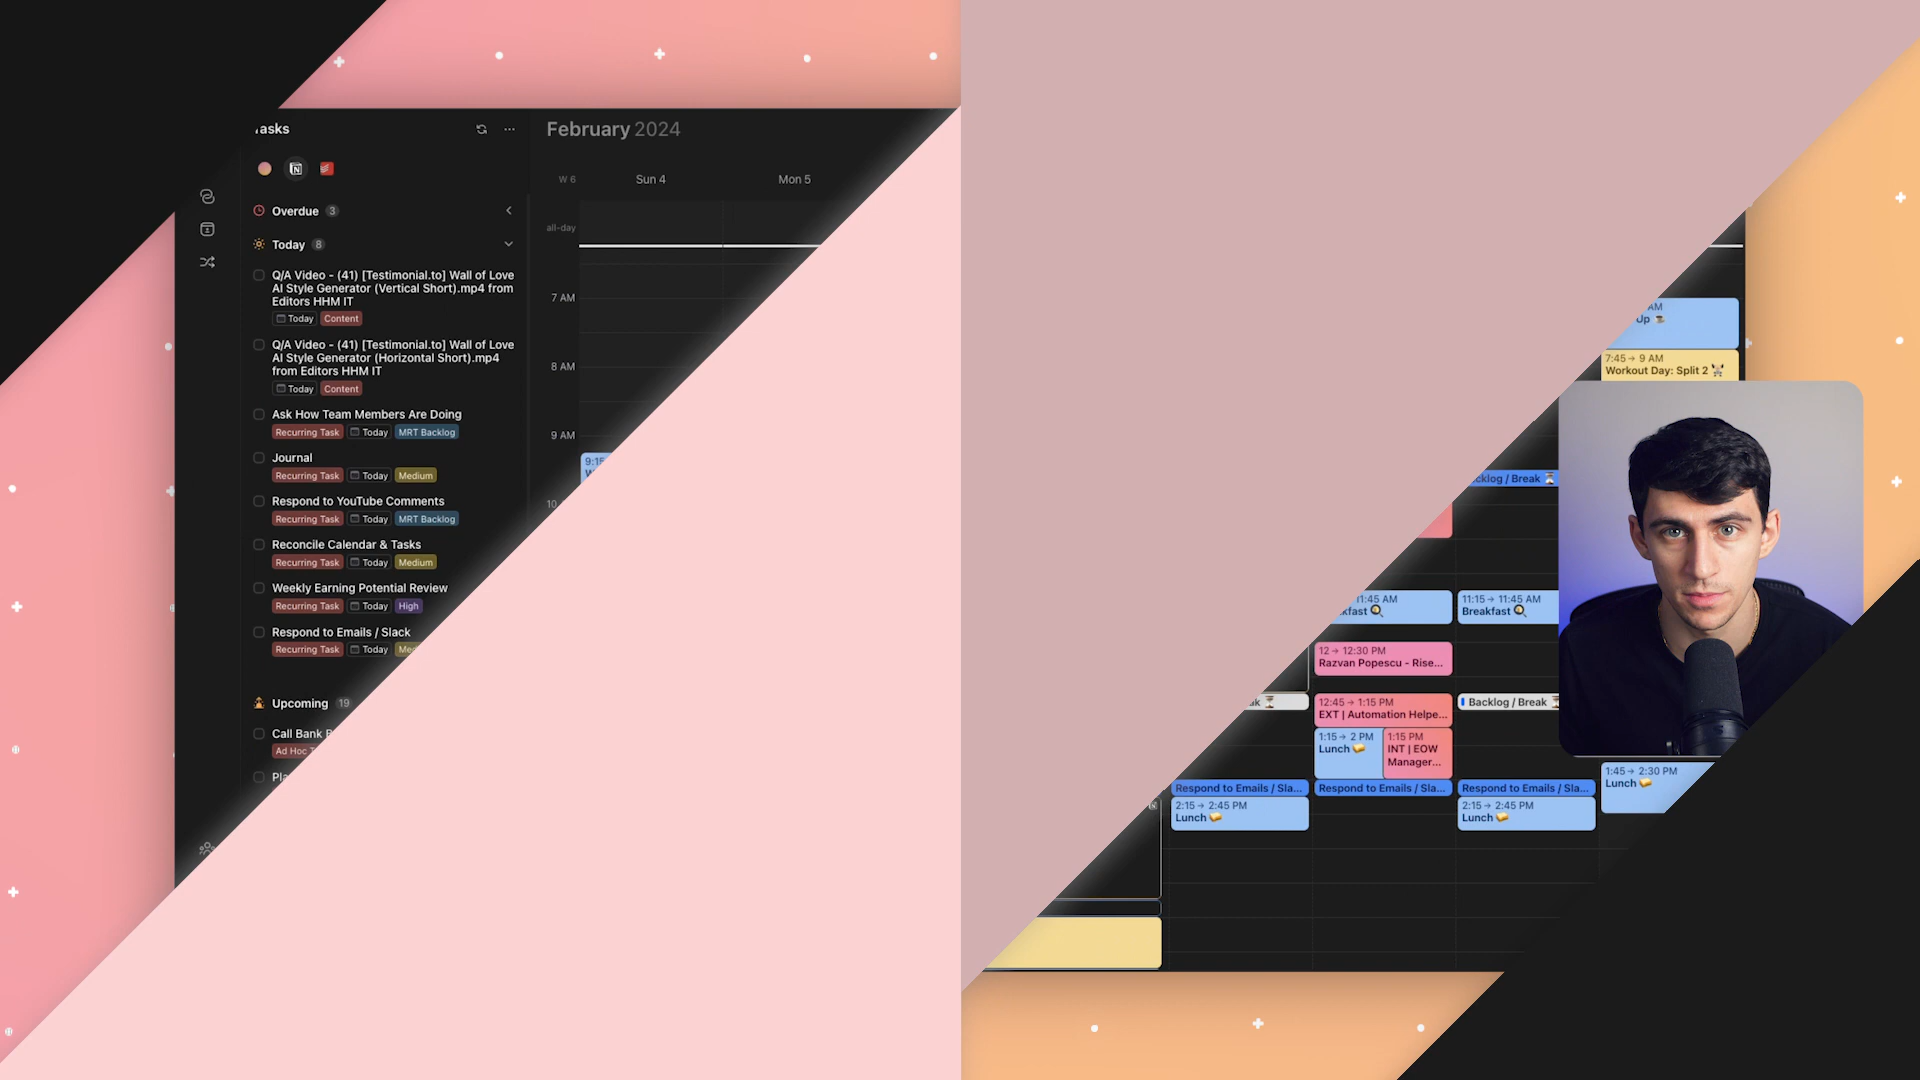 Tasks
Overdue 3
Today 8
Q/A Video - (41) [Testimonial.to] Wall of Love
AI Style Generator (Vertical Short).mp4 from
Editors HHM IT
Today Content
Q/A Video - (41) [Testimonial.to] Wall of Love
AI Style Generator (Horizontal Short).mp4
from Editors HHM IT
Today Content
Ask How Team Members Are Doing
Recurring Task Today MRT Backlog
Journal
Recurring Task Today Medium
Respond to YouTube Comments
Recurring Task Today MRT Backlog
Reconcile Calendar & Tasks
Recurring Task Today Medium
Weekly Earning Potential Review
Recurring Task Today High
Respond to Emails / Slack
Recurring Task Today
Upcoming 19
Call Bank
Ad Hoc
February 2024
W 6 Sun 4 Mon 5
all-day
7 AM
8 AM
9 AM
9:15
10
AM
Up
7:45 → 9 AM
Workout Day: Split 2
/ Break
11:45 AM
11:15 → 11:45 AM
Breakfast
12 → 12:30 PM
Razvan Popescu - Rise...
12:45 → 1:15 PM
EXT | Automation Helpe...
Backlog / Break
1:15 → 2 PM
Lunch
1:15 PM
INT | EOW
Manager...
1:45 → 2:30 PM
Lunch
Respond to Emails / Sla...
Respond to Emails / Sla...
Respond to Emails / Sla...
2:15 → 2:45 PM
Lunch
2:15 → 2:45 PM
Lunch